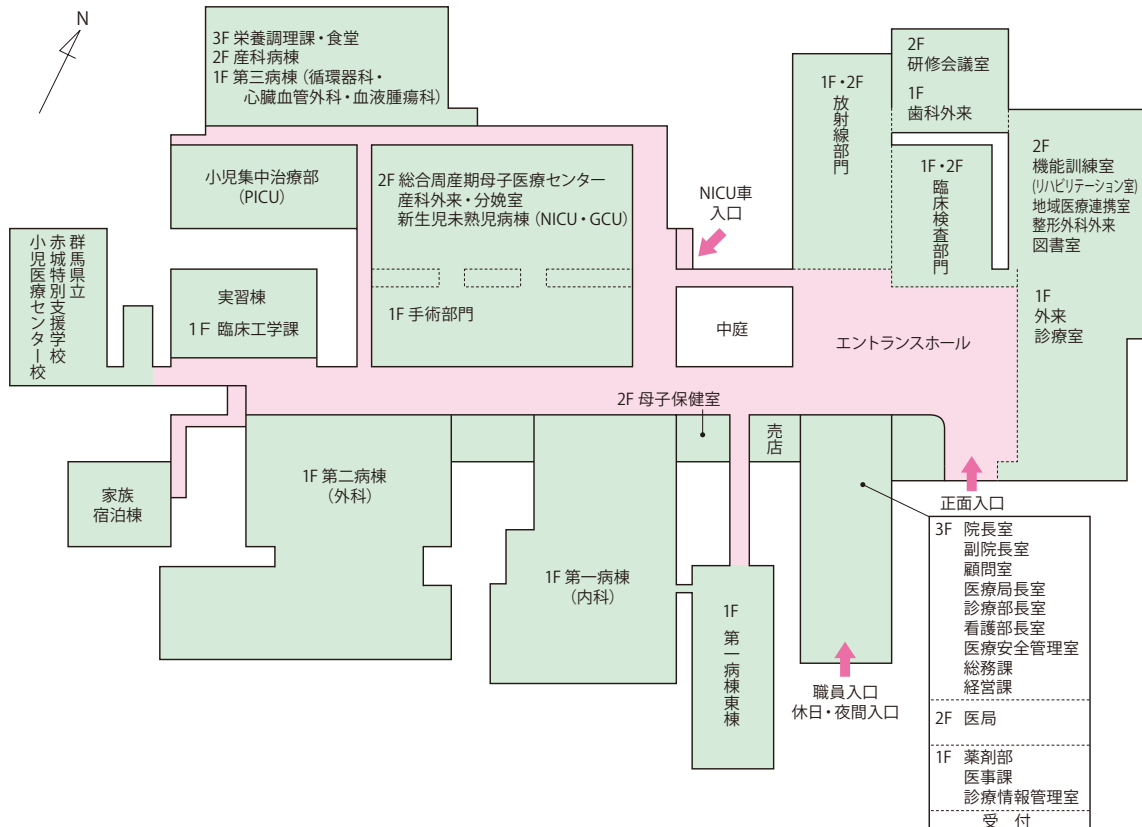 N
3F 栄養調理課・食堂
2F 産科病棟
1F 第三病棟（循環器科・
心臓血管外科・血液腫瘍科）
小児集中治療部
（PICU）
2F 総合周産期母子医療センター
産科外来・分娩室
新生児未熟児病棟（NICU・GCU）
1F 手術部門
NICU車
入口
1F・2F
放射線部門
2F
研修会議室
1F
歯科外来
1F・2F
臨床検査部門
2F
機能訓練室
（リハビリテーション室）
地域医療連携室
整形外科外来
図書室
1F
外来
診療室
群馬県立
赤城特別支援学校
小児医療センター校
実習棟
1F 臨床工学課
中庭
エントランスホール
2F 母子保健室
売店
家族
宿泊棟
1F 第二病棟
（外科）
1F 第一病棟
（内科）
1F
第一病棟東棟
職員入口
休日・夜間入口
正面入口
3F 院長室
副院長室
顧問室
医療局長室
診療部長室
看護部長室
医療安全管理室
総務課
経営課
2F 医局
1F 薬剤部
医事課
診療情報管理室
受 付